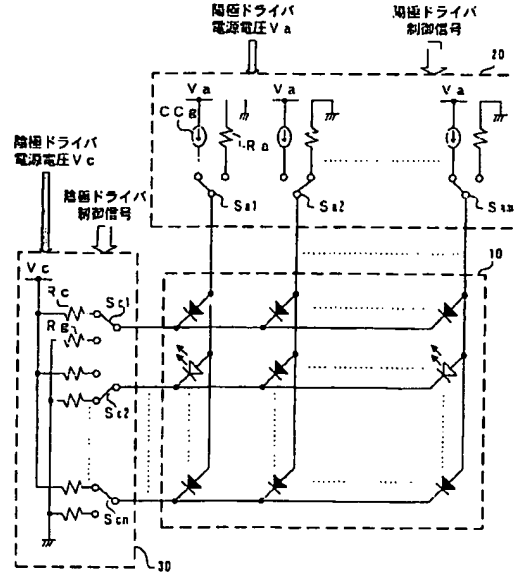 陽極ドライバ
電源電圧Va
陽極ドライバ
制御信号
20
Va
Va
Va
CCg
Ra
陰極ドライバ
電源電圧Vc
陰極ドライバ
制御信号
Sa1
Sa2
Sam
10
Vc
Rc
Sc1
Rg
Sc2
Scn
30